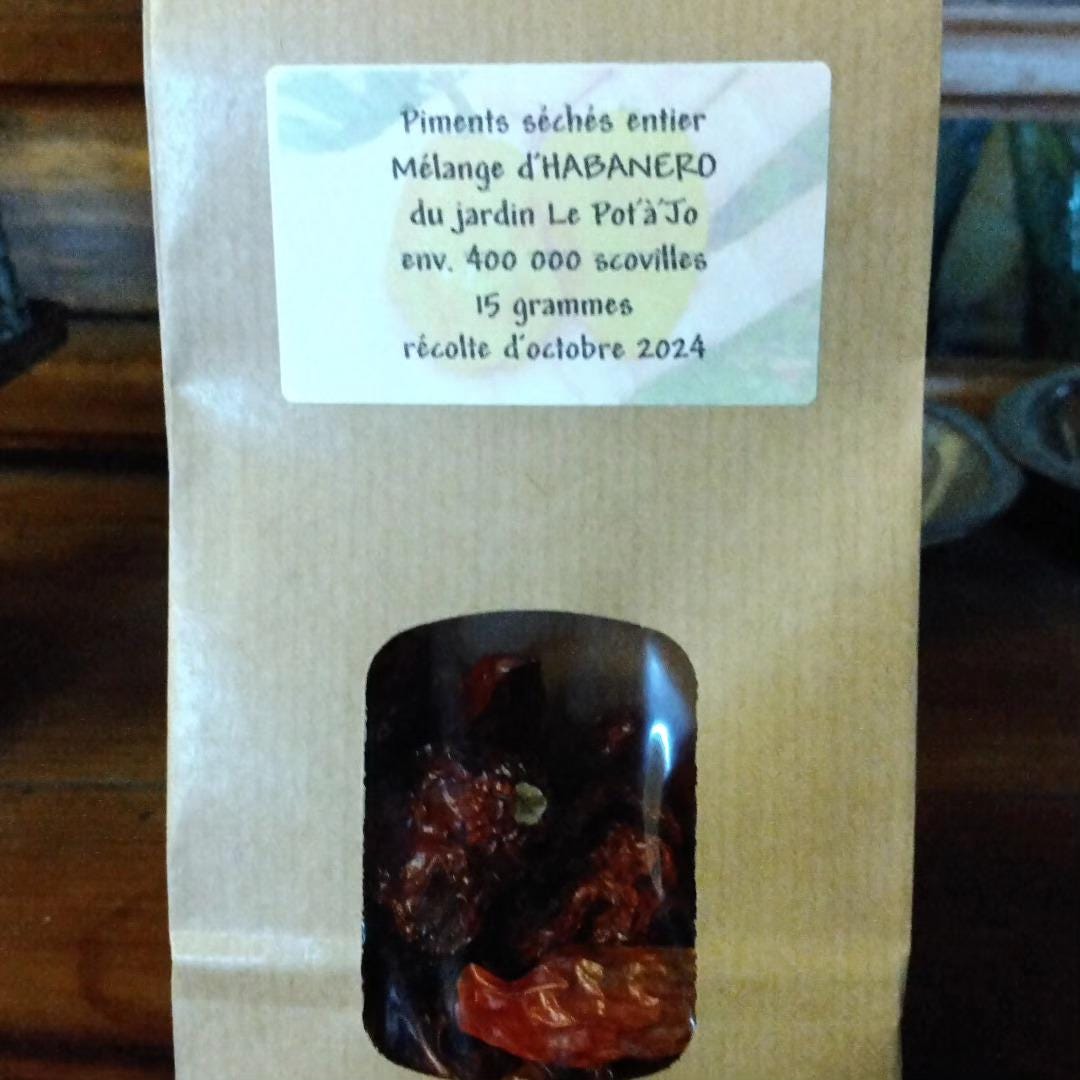 Piments séchés entier
Mélange d'HABANERO
du jardin Le Pot'à'Jo
env. 400 000 scovilles
15 grammes
récolte d'octobre 2024